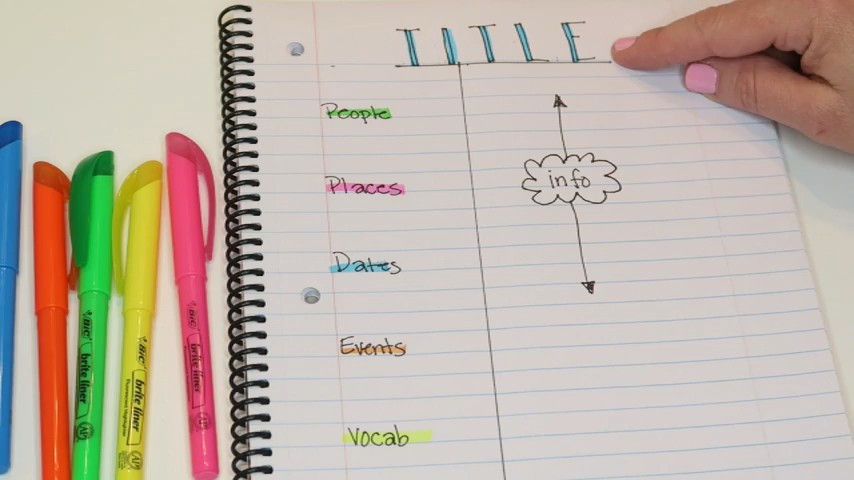 TITLE
People
Places
info
Dates
Events
Vocab
BIC brite liner
BIC brite liner
BIC brite liner